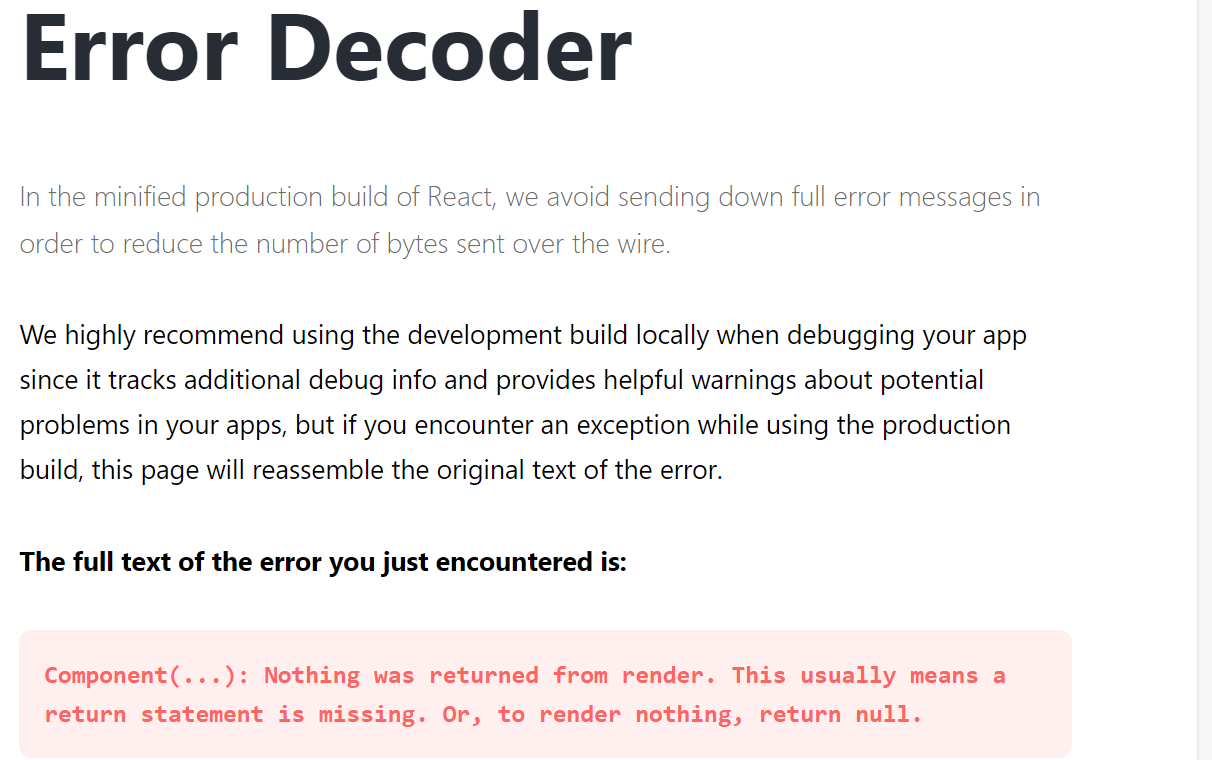 Error Decoder
In the minified production build of React, we avoid sending down full error messages in
order to reduce the number of bytes sent over the wire.
We highly recommend using the development build locally when debugging your app
since it tracks additional debug info and provides helpful warnings about potential
problems in your apps, but if you encounter an exception while using the production
build, this page will reassemble the original text of the error.
The full text of the error you just encountered is:
Component(...): Nothing was returned from render. This usually means a
return statement is missing. Or, to render nothing, return null.